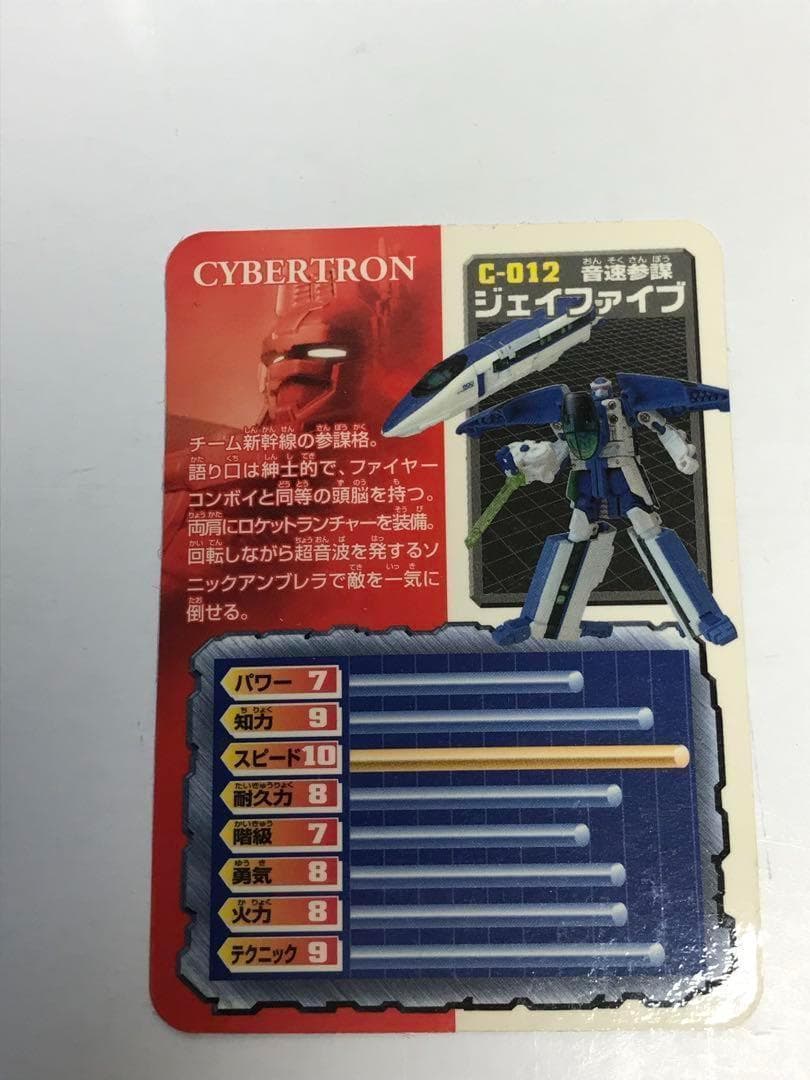 CYBERTRON
C-012 音速参謀
ジェイファイブ
チーム新幹線の参謀格。
語り口は紳士的で、ファイヤー
コンボイと同等の頭脳を持つ。
両肩にロケットランチャーを装備。
回転しながら超音波を発するソ
ニックアンブレラで敵を一気に
倒せる。
パワー 7
知力 9
スピード 10
耐久力 8
階級 7
勇気 8
火力 8
テクニック 9